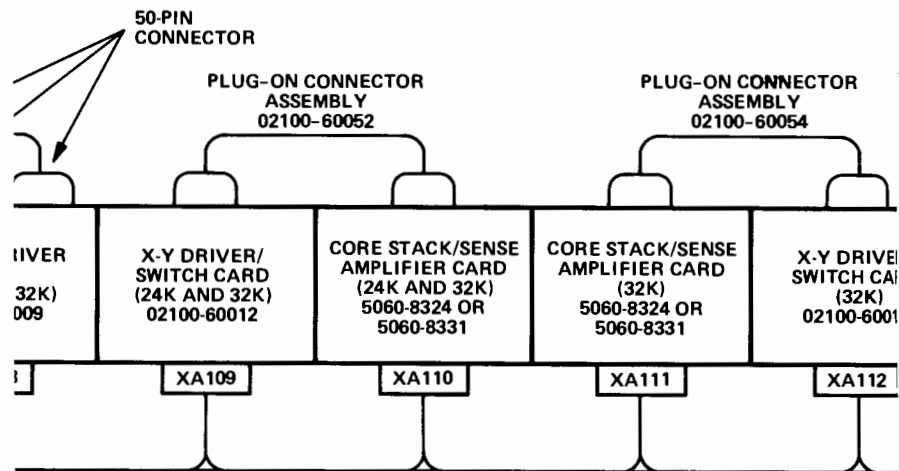 50-PIN
CONNECTOR
PLUG-ON CONNECTOR
ASSEMBLY
02100-60052
PLUG-ON CONNECTOR
ASSEMBLY
02100-60054
32K)
X-Y DRIVER/
SWITCH CARD
(24K AND 32K)
02100-60012
CORE STACK/SENSE
AMPLIFIER CARD
(24K AND 32K)
5060-8324 OR
5060-8331
CORE STACK/SENSE
AMPLIFIER CARD
(32K)
5060-8324 OR
5060-8331
X-Y
SWITCH
(32K)
XA109
XA110
XA111
XA112